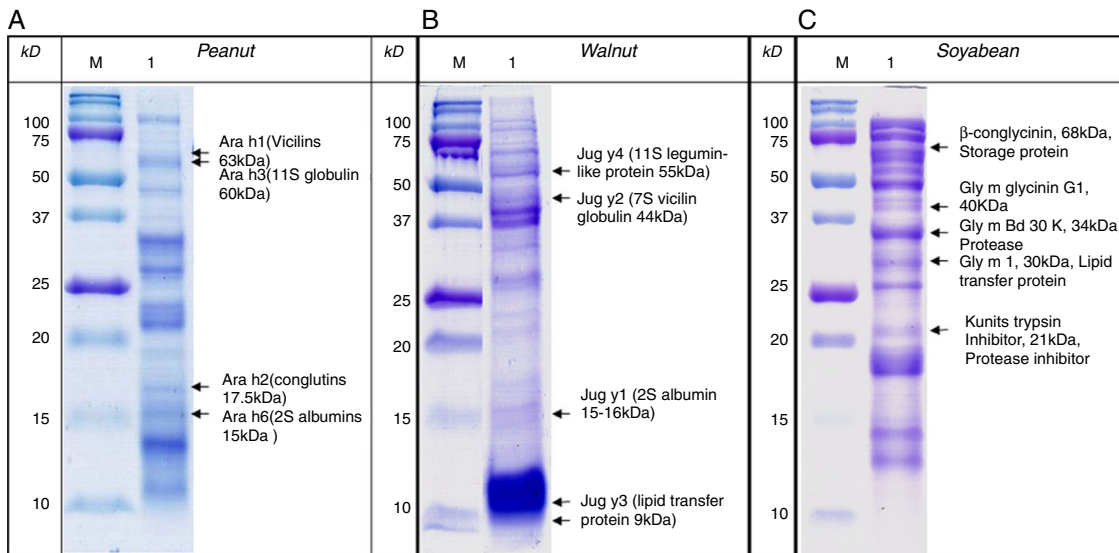 A
kD
Peanut
M
1
100
75
50
37
25
20
15
10
Ara h1(Vicilins
63kDa)
Ara h3(11S globulin
60kDa)
Ara h2(conglutins
17.5kDa)
Ara h6(2S albumins
15kDa )
B
kD
Walnut
M
1
100
75
50
37
25
20
15
10
Jug y4 (11S legumin-
like protein 55kDa)
Jug y2 (7S vicilin
globulin 44kDa)
Jug y1 (2S albumin
15-16kDa)
Jug y3 (lipid transfer
protein 9kDa)
C
kD
Soyabean
M
1
100
75
50
37
25
20
15
10
β-conglycinin, 68kDa,
Storage protein
Gly m glycinin G1,
40KDa
Gly m Bd 30 K, 34kDa
Protease
Gly m 1, 30kDa, Lipid
transfer protein
Kunits trypsin
Inhibitor, 21kDa,
Protease inhibitor